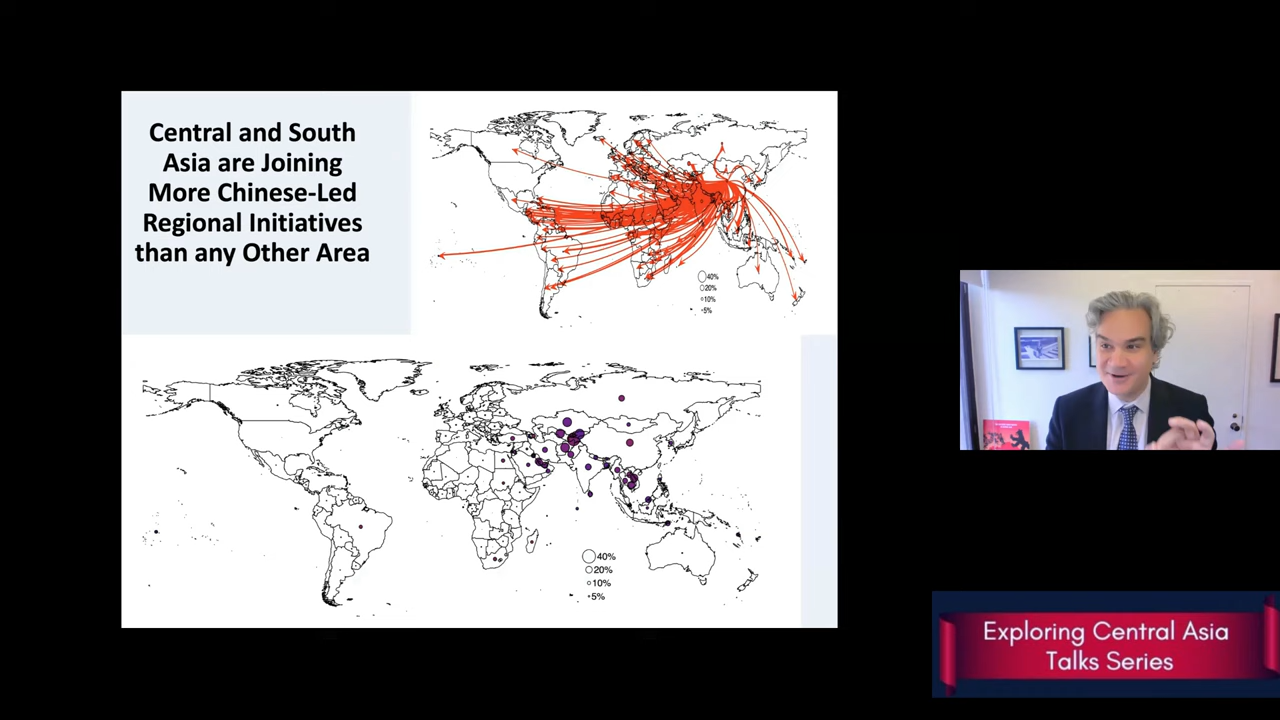 Central and South
Asia are Joining
More Chinese-Led
Regional Initiatives
than any Other Area
40%
20%
10%
5%
40%
20%
10%
5%
Exploring Central Asia
Talks Series